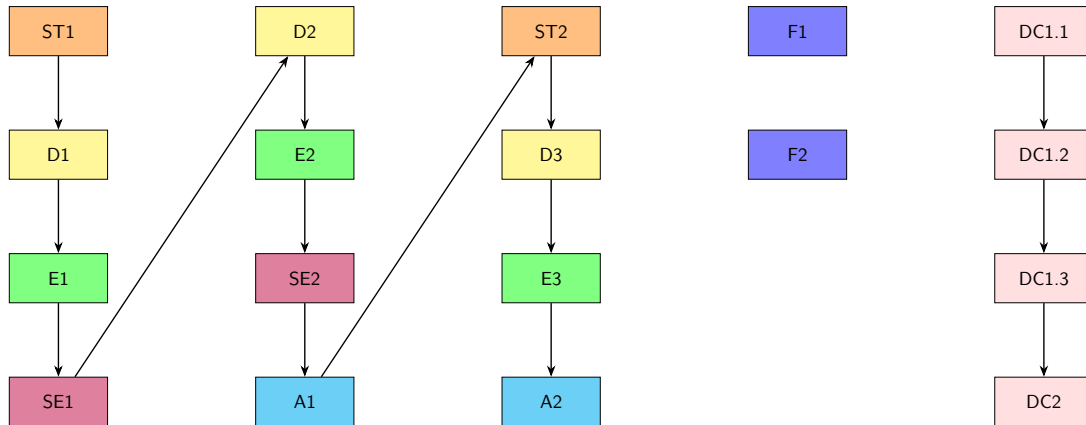 ST1
D2
ST2
F1
DC1.1
D1
E2
D3
F2
DC1.2
E1
SE2
E3
DC1.3
SE1
A1
A2
DC2